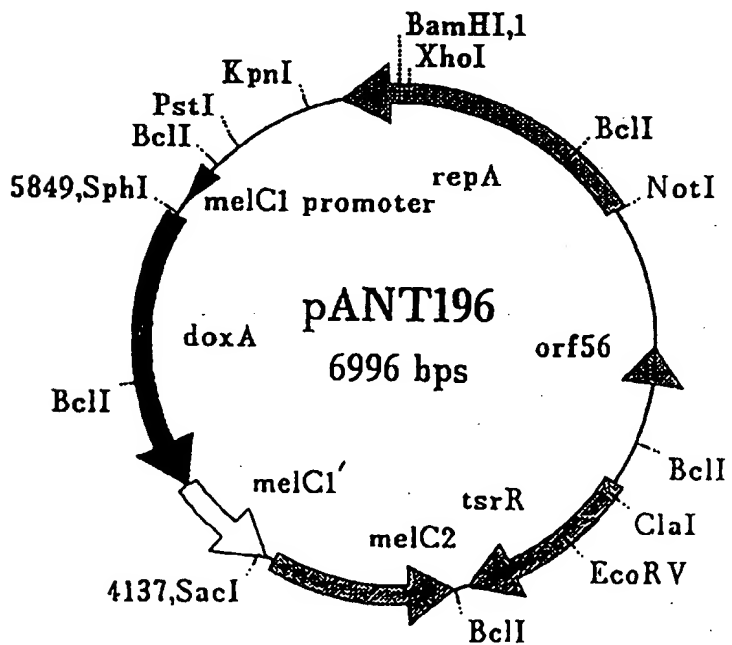 BamHI,1
XhoI
KpnI
PstI
BclI
BclI
NotI
5849,SphI
melC1 promoter
repA
pANT196
6996 bps
doxA
orf56
BclI
BclI
melC1′
tsrR
ClaI
melC2
EcoRV
4137,SacI
BclI